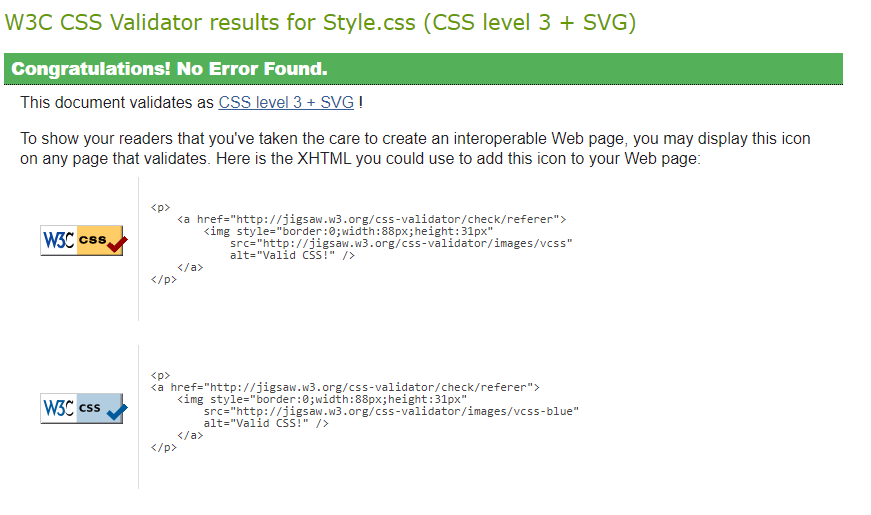 W3C CSS Validator results for Style.css (CSS level 3 + SVG)
Congratulations! No Error Found.
This document validates as CSS level 3 + SVG !
To show your readers that you've taken the care to create an interoperable Web page, you may display this icon
on any page that validates. Here is the XHTML you could use to add this icon to your Web page:
W3C css
<p>
<a href="http://jigsaw.w3.org/css-validator/check/referer">
<img style="border:0;width:88px;height:31px"
src="http://jigsaw.w3.org/css-validator/images/vcss"
alt="Valid CSS!" />
</a>
</p>
W3C css
<p>
<a href="http://jigsaw.w3.org/css-validator/check/referer">
<img style="border:0;width:88px;height:31px"
src="http://jigsaw.w3.org/css-validator/images/vcss-blue"
alt="Valid CSS!" />
</a>
</p>